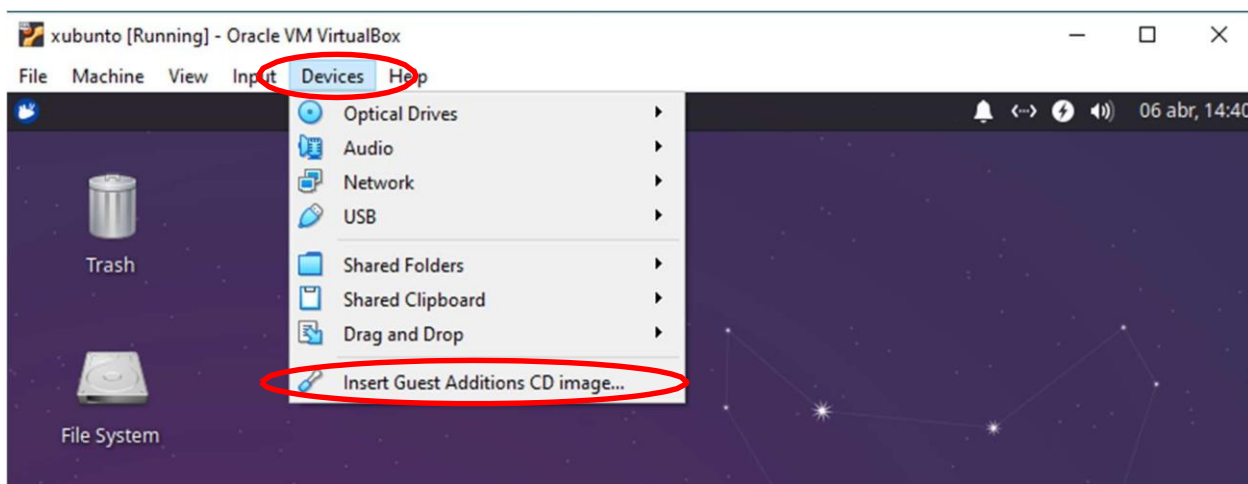 xubunto [Running] - Oracle VM VirtualBox
File Machine View Input Devices Help
06 abr, 14:40
Optical Drives
Audio
Network
USB
Shared Folders
Shared Clipboard
Drag and Drop
Insert Guest Additions CD image...
Trash
File System